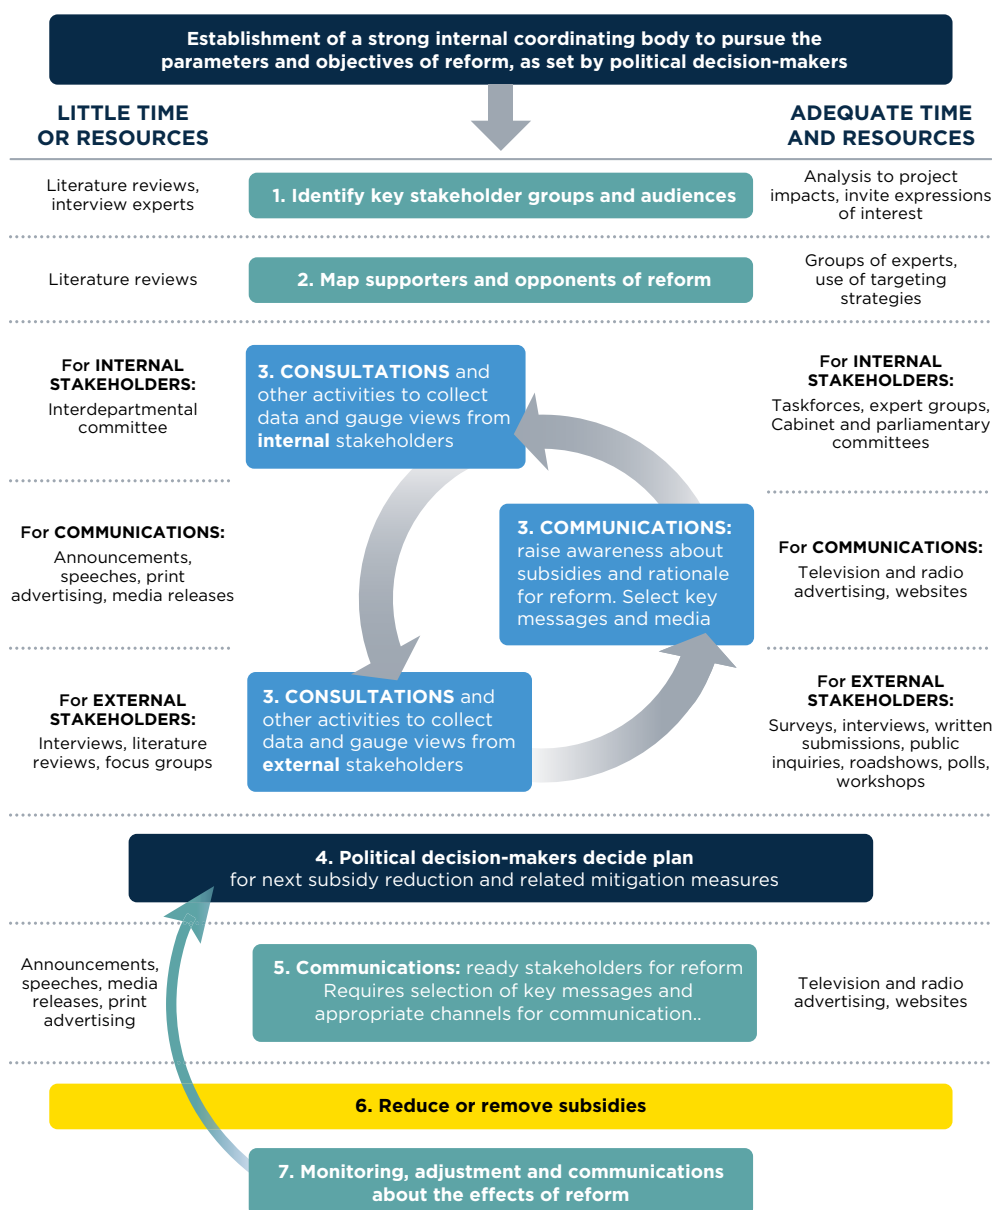 Establishment of a strong internal coordinating body to pursue the
parameters and objectives of reform, as set by political decision-makers
LITTLE TIME
OR RESOURCES
ADEQUATE TIME
AND RESOURCES
Literature reviews,
interview experts
1. Identify key stakeholder groups and audiences
Analysis to project
impacts, invite expressions
of interest
Literature reviews
2. Map supporters and opponents of reform
Groups of experts,
use of targeting
strategies
For INTERNAL
STAKEHOLDERS:
Interdepartmental
committee
3. CONSULTATIONS and
other activities to collect
data and gauge views from
internal stakeholders
For INTERNAL
STAKEHOLDERS:
Taskforces, expert groups,
Cabinet and parliamentary
committees
For COMMUNICATIONS:
Announcements,
speeches, print
advertising, media releases
3. COMMUNICATIONS:
raise awareness about
subsidies and rationale
for reform. Select key
messages and media
For COMMUNICATIONS:
Television and radio
advertising, websites
For EXTERNAL
STAKEHOLDERS:
Interviews, literature
reviews, focus groups
3. CONSULTATIONS and
other activities to collect
data and gauge views from
external stakeholders
For EXTERNAL
STAKEHOLDERS:
Surveys, interviews, written
submissions, public
inquiries, roadshows, polls,
workshops
4. Political decision-makers decide plan
for next subsidy reduction and related mitigation measures
Announcements,
speeches, media
releases, print
advertising
5. Communications: ready stakeholders for reform
Requires selection of key messages and
appropriate channels for communication..
Television and radio
advertising, websites
6. Reduce or remove subsidies
7. Monitoring, adjustment and communications
about the effects of reform